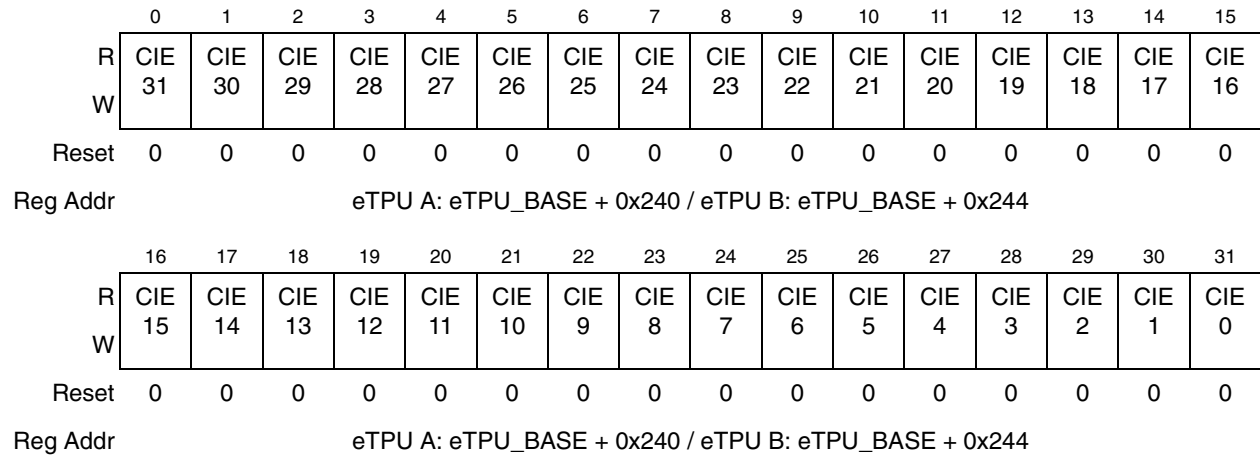 0 1 2 3 4 5 6 7 8 9 10 11 12 13 14 15
R CIE CIE CIE CIE CIE CIE CIE CIE CIE CIE CIE CIE CIE CIE CIE CIE
31 30 29 28 27 26 25 24 23 22 21 20 19 18 17 16
W
Reset 0 0 0 0 0 0 0 0 0 0 0 0 0 0 0 0
Reg Addr eTPU A: eTPU_BASE + 0x240 / eTPU B: eTPU_BASE + 0x244
16 17 18 19 20 21 22 23 24 25 26 27 28 29 30 31
R CIE CIE CIE CIE CIE CIE CIE CIE CIE CIE CIE CIE CIE CIE CIE CIE
15 14 13 12 11 10 9 8 7 6 5 4 3 2 1 0
W
Reset 0 0 0 0 0 0 0 0 0 0 0 0 0 0 0 0
Reg Addr eTPU A: eTPU_BASE + 0x240 / eTPU B: eTPU_BASE + 0x244